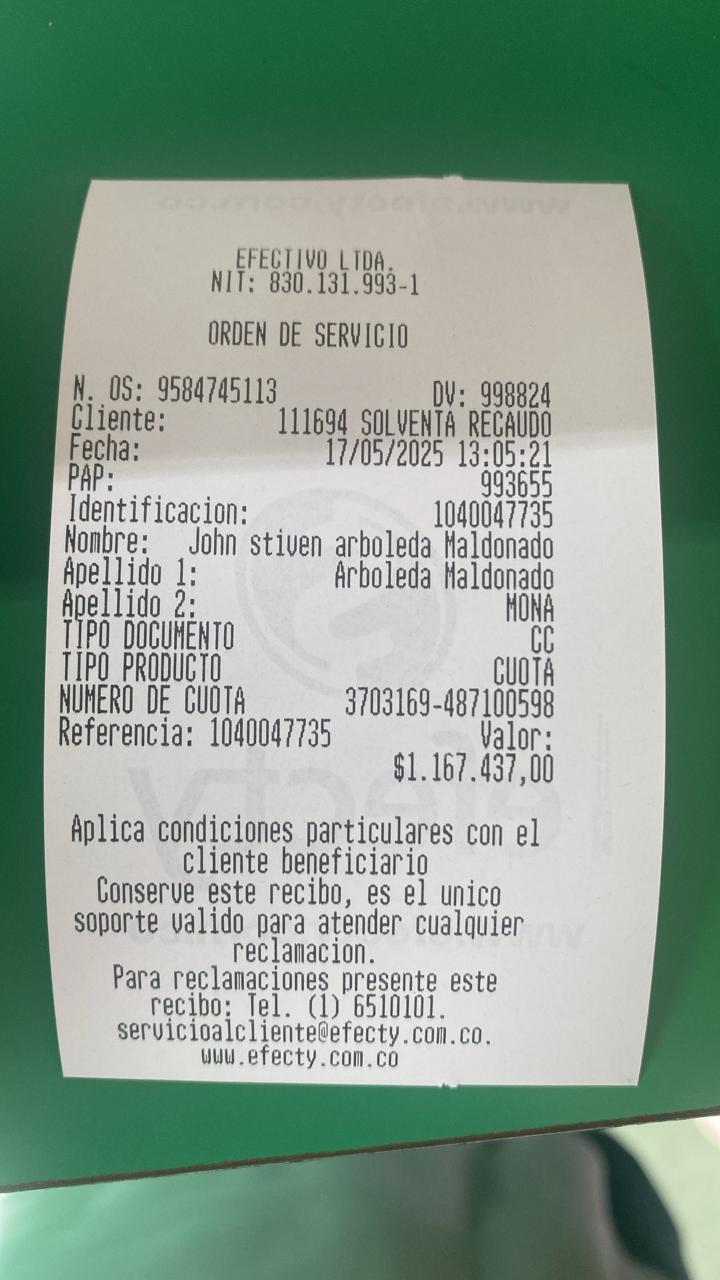 EFECTIVO LTDA.
NIT: 830.131.993-1
ORDEN DE SERVICIO
N. OS: 9584745113 DV: 998824
Cliente: 111694 SOLVENTA RECAUDO
Fecha: 17/05/2025 13:05:21
PAP: 993655
Identificacion: 1040047735
Nombre: John stiven arboleda Maldonado
Apellido 1: Arboleda Maldonado
Apellido 2: MONA
TIPO DOCUMENTO CC
TIPO PRODUCTO CUOTA
NUMERO DE CUOTA 3703169-487100598
Referencia: 1040047735 Valor:
$1.167.437,00
Aplica condiciones particulares con el
cliente beneficiario
Conserve este recibo, es el unico
soporte valido para atender cualquier
reclamacion.
Para reclamaciones presente este
recibo: Tel. (1) 6510101.
servicioalcliente@efecty.com.co.
www.efecty.com.co